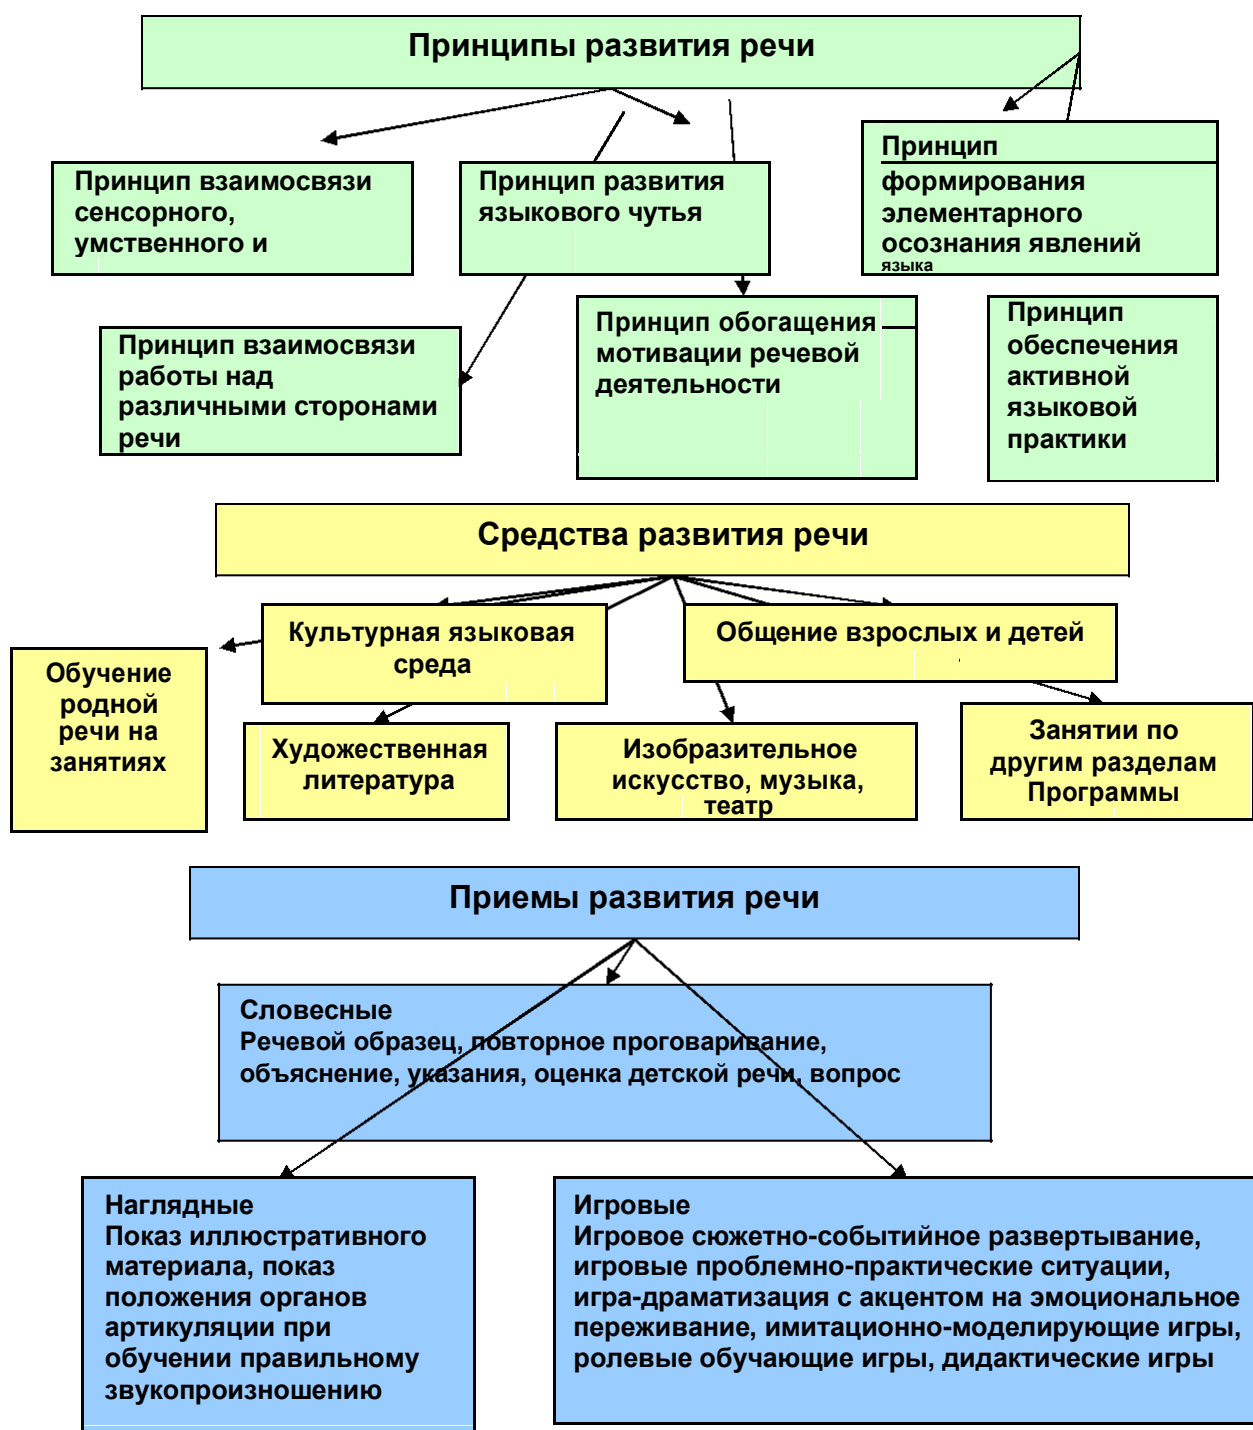 Принципы развития речи
Принцип взаимосвязи
сенсорного,
умственного и
Принцип развития
языкового чутья
Принцип
формирования
элементарного
осознания явлений
языка
Принцип взаимосвязи
работы над
различными сторонами
речи
Принцип обогащения
мотивации речевой
деятельности
Принцип
обеспечения
активной
языковой
практики
Средства развития речи
Культурная языковая
среда
Общение взрослых и детей
Обучение
родной
речи на
занятиях
Художественная
литература
Изобразительное
искусство, музыка,
театр
Занятии по
другим разделам
Программы
Приемы развития речи
Словесные
Речевой образец, повторное проговаривание,
объяснение, указания, оценка детской речи, вопрос
Наглядные
Показ иллюстративного
материала, показ
положения органов
артикуляции при
обучении правильному
звукопроизношению
Игровые
Игровое сюжетно-событийное развертывание,
игровые проблемно-практические ситуации,
игра-драматизация с акцентом на эмоциональное
переживание, имитационно-моделирующие игры,
ролевые обучающие игры, дидактические игры